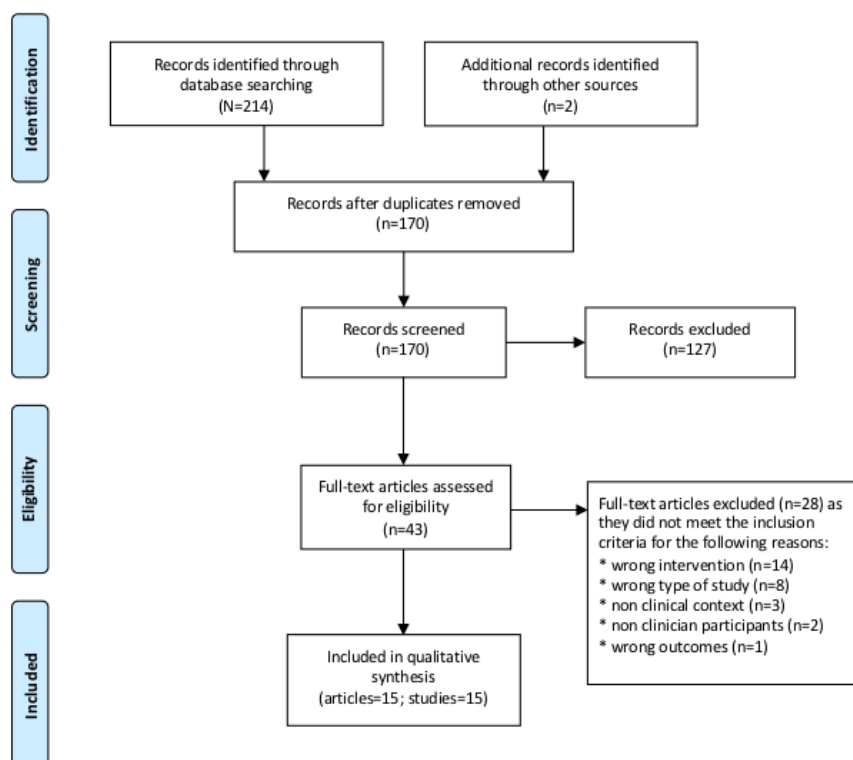 Identification
Records identified through
database searching
(N=214)
Additional records identified
through other sources
(n=2)
Records after duplicates removed
(n=170)
Screening
Records screened
(n=170)
Records excluded
(n=127)
Eligibility
Full-text articles assessed
for eligibility
(n=43)
Full-text articles excluded (n=28) as
they did not meet the inclusion
criteria for the following reasons:
* wrong intervention (n=14)
* wrong type of study (n=8)
* non clinical context (n=3)
* non clinician participants (n=2)
* wrong outcomes (n=1)
Included
Included in qualitative
synthesis
(articles=15; studies=15)